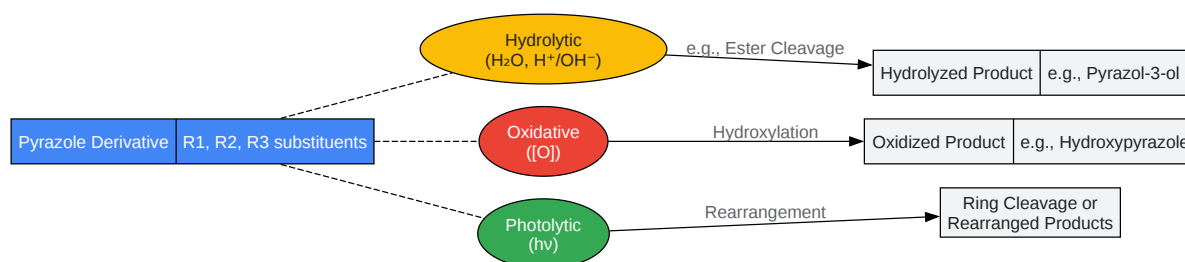 Hydrolytic
(H₂O, H⁺/OH⁻)
e.g., Ester Cleavage
Hydrolyzed Product
e.g., Pyrazol-3-ol
Pyrazole Derivative
R1, R2, R3 substituents
Oxidative
([O])
Hydroxylation
Oxidized Product
e.g., Hydroxypyrazole
Photolytic
(hν)
Rearrangement
Ring Cleavage or
Rearranged Products